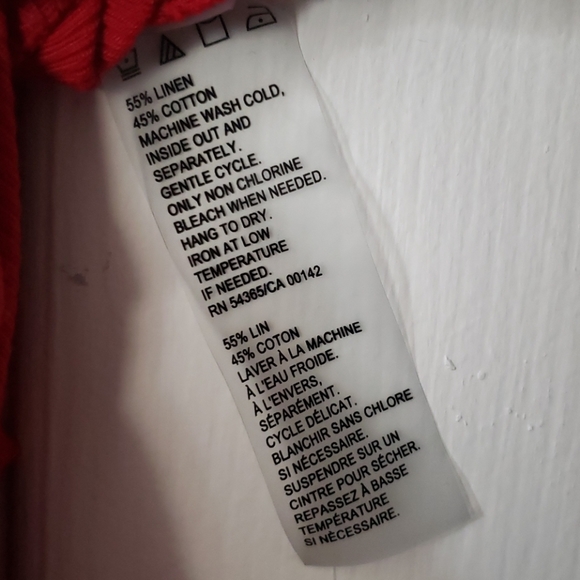 55% LINEN
45% COTTON
MACHINE WASH COLD,
INSIDE OUT AND
SEPARATELY.
GENTLE CYCLE.
ONLY NON CHLORINE
BLEACH WHEN NEEDED.
HANG TO DRY.
IRON AT LOW
TEMPERATURE
IF NEEDED.
RN 54365/CA 00142
55% LIN
45% COTON
LAVER À LA MACHINE
À L'EAU FROIDE.
À L'ENVERS,
SÉPARÉMENT.
CYCLE DÉLICAT.
BLANCHIR SANS CHLORE
SI NÉCESSAIRE.
SUSPENDRE SUR UN
CINTRE POUR SÉCHER.
REPASSEZ À BASSE
TEMPÉRATURE
SI NÉCESSAIRE.